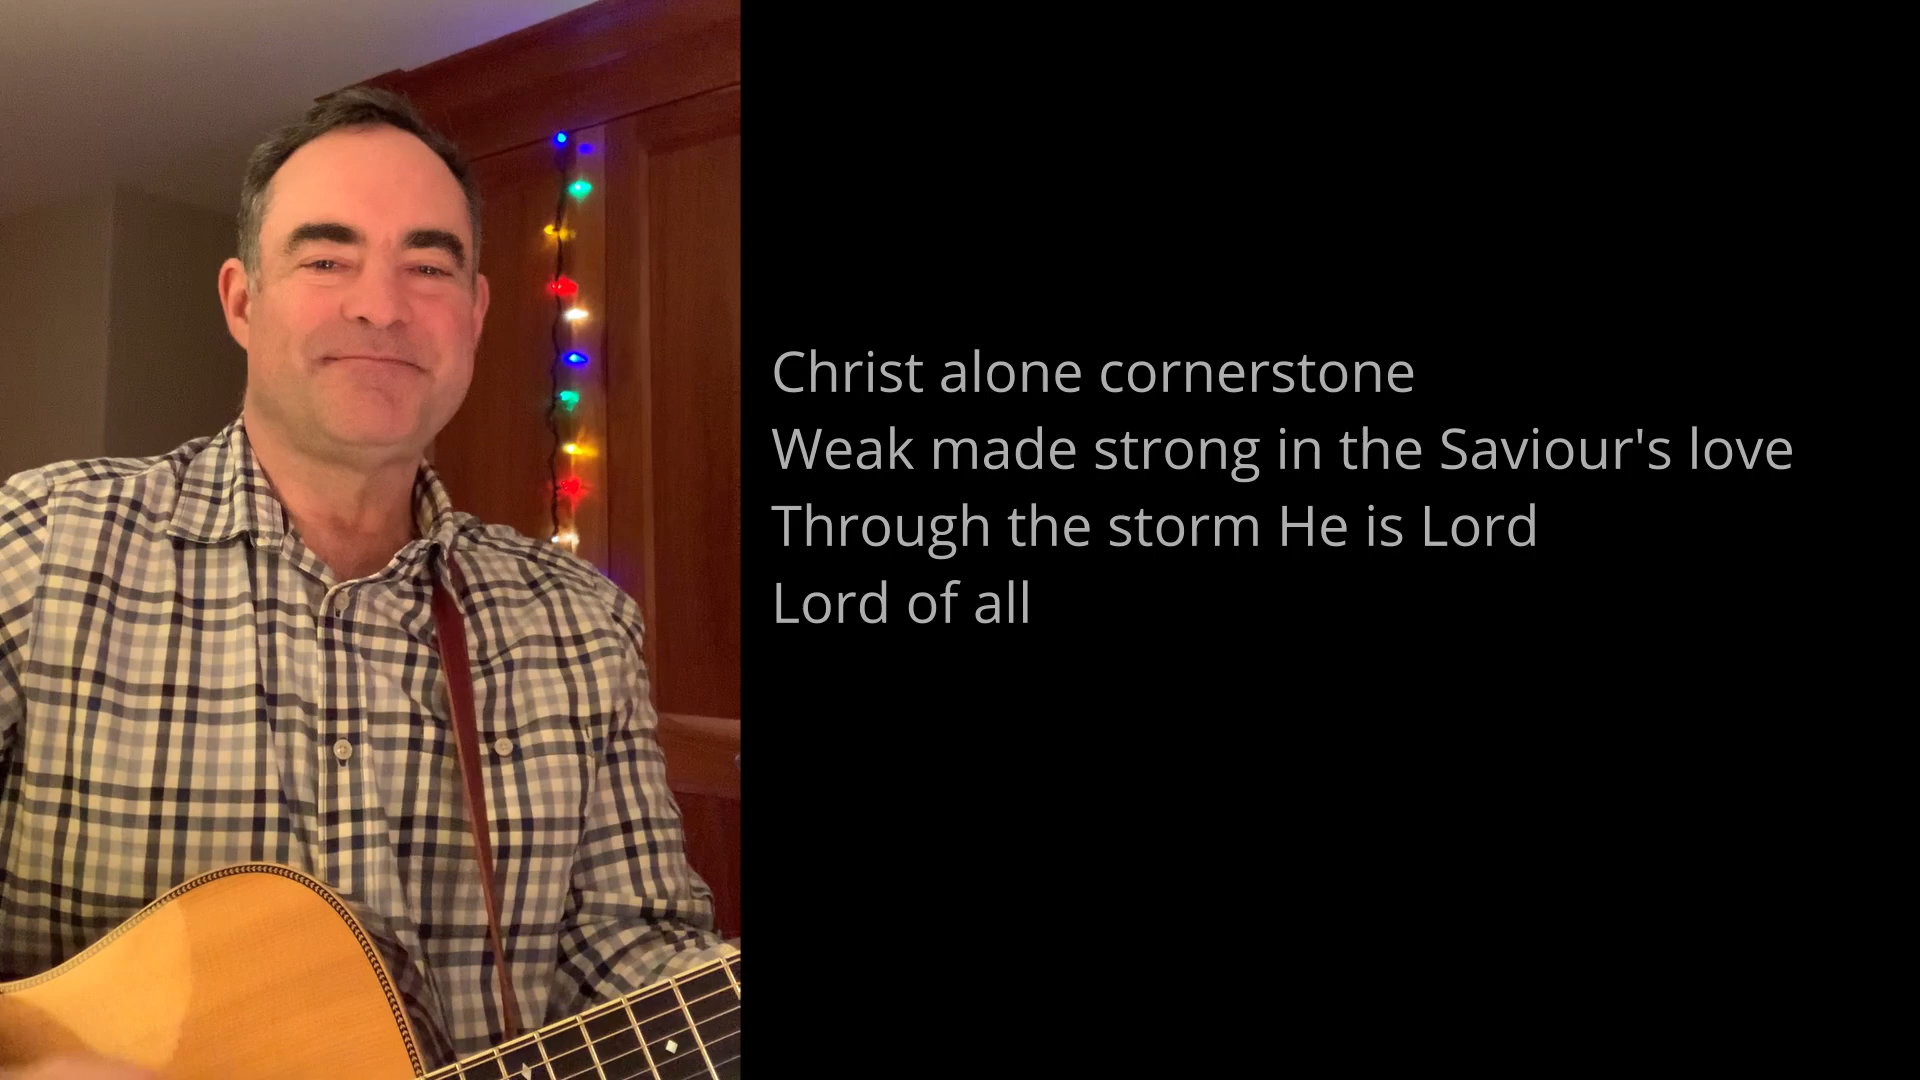 Christ alone cornerstone
Weak made strong in the Saviour's love
Through the storm He is Lord
Lord of all